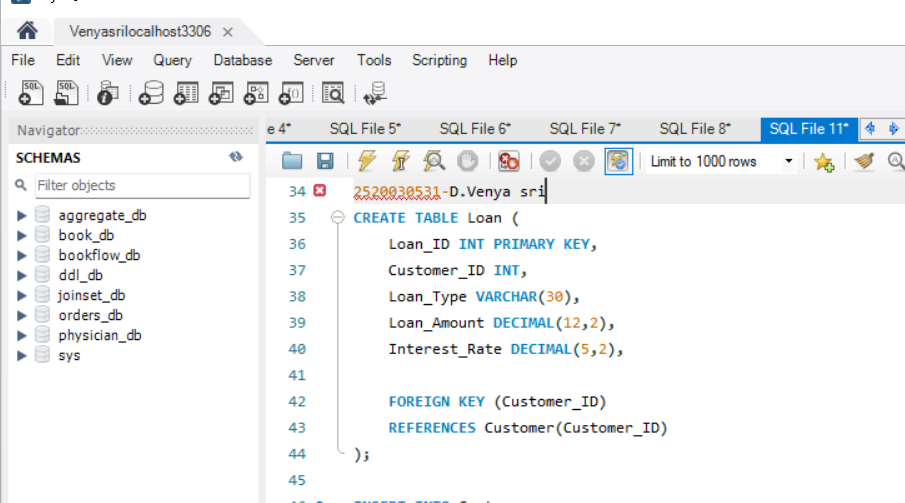 Venyasrilocalhost3306 ×
File Edit View Query Database Server Tools Scripting Help
Navigator
e 4* SQL File 5* SQL File 6* SQL File 7* SQL File 8* SQL File 11*
SCHEMAS
Limit to 1000 rows
Filter objects
aggregate_db
book_db
bookflow_db
ddl_db
joinset_db
orders_db
physician_db
sys
34 2520030531-D.Venya sri
35 CREATE TABLE Loan (
36 Loan_ID INT PRIMARY KEY,
37 Customer_ID INT,
38 Loan_Type VARCHAR(30),
39 Loan_Amount DECIMAL(12,2),
40 Interest_Rate DECIMAL(5,2),
41
42 FOREIGN KEY (Customer_ID)
43 REFERENCES Customer(Customer_ID)
44 );
45